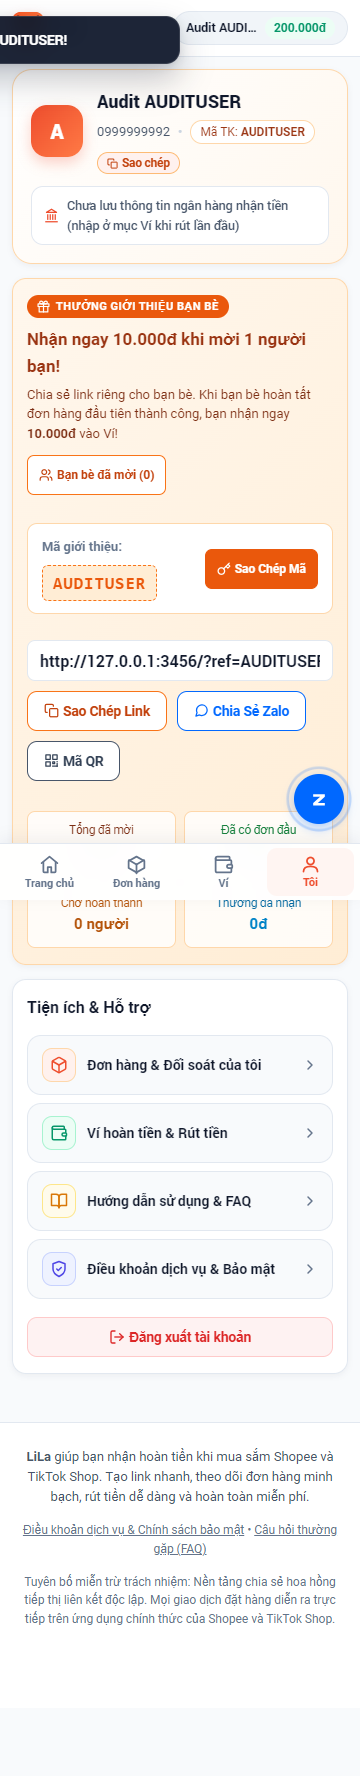 UDITUSER!
Audit AUDI...
200.000đ
A
Audit AUDITUSER
0999999992 • Mã TK: AUDITUSER
Sao chép
Chưa lưu thông tin ngân hàng nhận tiền
(nhập ở mục Ví khi rút lần đầu)
THƯỞNG GIỚI THIỆU BẠN BÈ
Nhận ngay 10.000đ khi mời 1 người
bạn!
Chia sẻ link riêng cho bạn bè. Khi bạn bè hoàn tất
đơn hàng đầu tiên thành công, bạn nhận ngay
10.000đ vào Ví!
Bạn bè đã mời (0)
Mã giới thiệu:
AUDITUSER
Sao Chép Mã
http://127.0.0.1:3456/?ref=AUDITUSER
Sao Chép Link
Chia Sẻ Zalo
Mã QR
Z
Tổng đã mời
Đã có đơn đầu
Trang chủ
Đơn hàng
Ví
Tôi
Chờ hoàn thành
Thưởng đã nhận
0 người
0đ
Tiện ích & Hỗ trợ
Đơn hàng & Đối soát của tôi
Ví hoàn tiền & Rút tiền
Hướng dẫn sử dụng & FAQ
Điều khoản dịch vụ & Bảo mật
Đăng xuất tài khoản
LiLa giúp bạn nhận hoàn tiền khi mua sắm Shopee và
TikTok Shop. Tạo link nhanh, theo dõi đơn hàng minh
bạch, rút tiền dễ dàng và hoàn toàn miễn phí.
Điều khoản dịch vụ & Chính sách bảo mật • Câu hỏi thường
gặp (FAQ)
Tuyên bố miễn trừ trách nhiệm: Nền tảng chia sẻ hoa hồng
tiếp thị liên kết độc lập. Mọi giao dịch đặt hàng diễn ra trực
tiếp trên ứng dụng chính thức của Shopee và TikTok Shop.